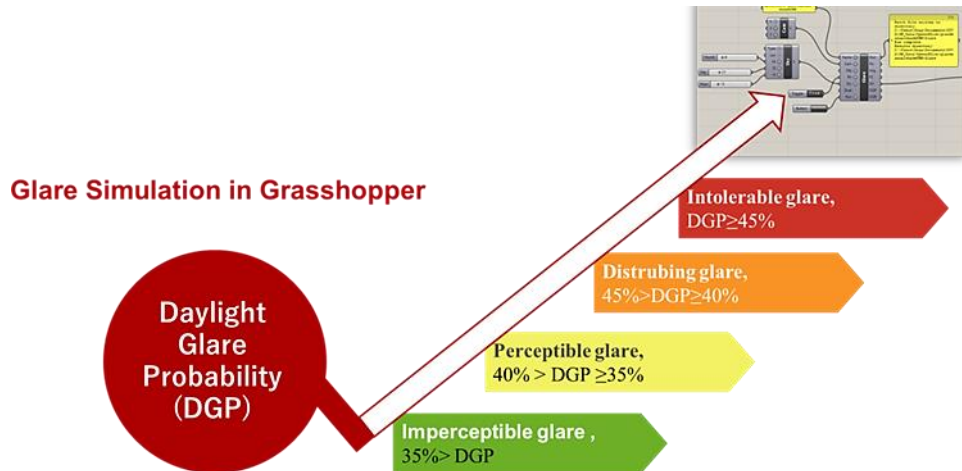 Glare Simulation in Grasshopper
Daylight
Glare
Probability
(DGP)
Intolerable glare,
DGP≥45%
Distrubing glare,
45%>DGP≥40%
Perceptible glare,
40% > DGP ≥35%
Imperceptible glare ,
35%> DGP